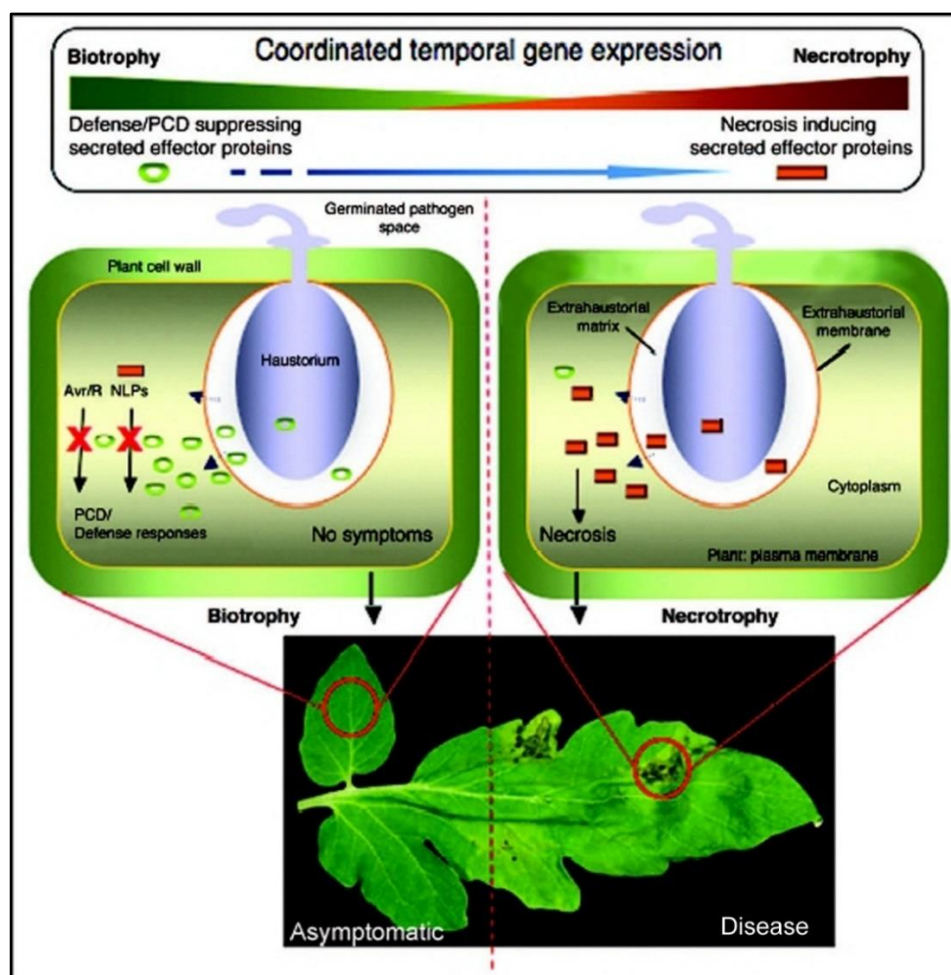 Coordinated temporal gene expression
Biotrophy
Necrotrophy
Defense/PCD suppressing
secreted effector proteins
Necrosis inducing
secreted effector proteins
Germinated pathogen
space
Plant cell wall
Haustorium
Avr/R NLPs
PCD/
Defense responses
No symptoms
Biotrophy
Extrahaustorial
matrix
Extrahaustorial
membrane
Cytoplasm
Necrosis
Plant: plasma membrane
Necrotrophy
Asymptomatic
Disease